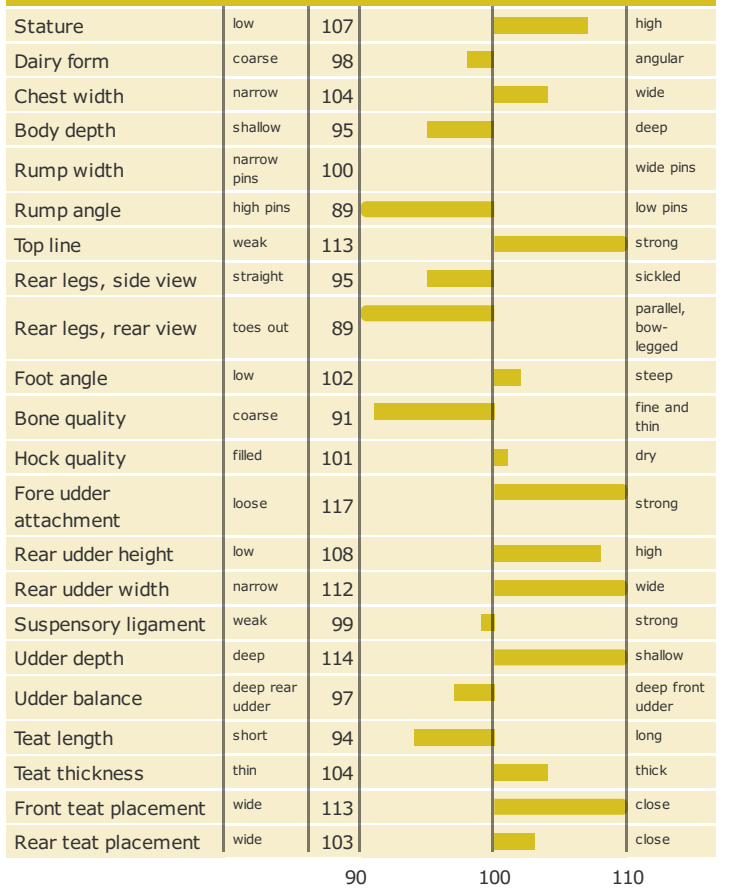 Stature low 107 high
Dairy form coarse 98 angular
Chest width narrow 104 wide
Body depth shallow 95 deep
Rump width narrow pins 100 wide pins
Rump angle high pins 89 low pins
Top line weak 113 strong
Rear legs, side view straight 95 sickled
Rear legs, rear view toes out 89 parallel, bow-legged
Foot angle low 102 steep
Bone quality coarse 91 fine and thin
Hock quality filled 101 dry
Fore udder attachment loose 117 strong
Rear udder height low 108 high
Rear udder width narrow 112 wide
Suspensory ligament weak 99 strong
Udder depth deep 114 shallow
Udder balance deep rear udder 97 deep front udder
Teat length short 94 long
Teat thickness thin 104 thick
Front teat placement wide 113 close
Rear teat placement wide 103 close
90 100 110